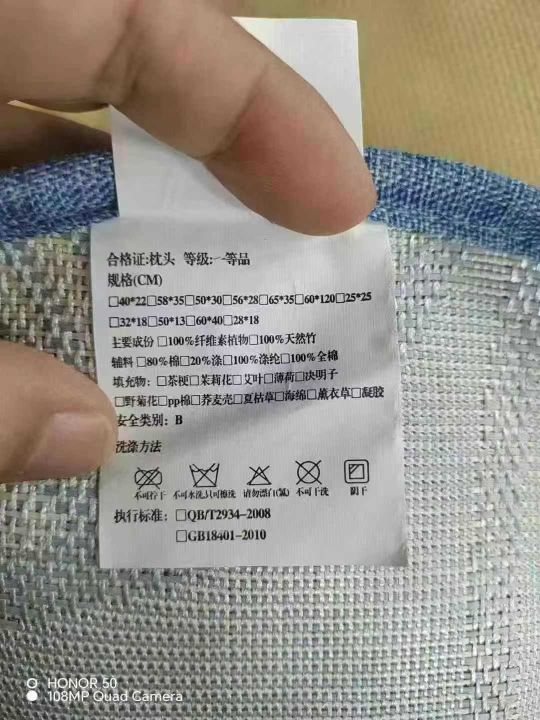 合格证:枕头 等级:一等品
规格(CM)
□40*22□58*35□50*30□56*28□65*35□60*120□25*25
□32*18□50*13□60*40□28*18
主要成份 □100%纤维素植物□100%天然竹
辅料□80%棉□20%涤□100%涤纶□100%全棉
填充物: □茶梗□茉莉花□艾叶□薄荷□决明子
□野菊花□pp棉□荞麦壳□夏枯草□海绵□薰衣草□凝胶
安全类别: B
洗涤方法
不可拧干 不可水洗,只可擦洗 请勿漂白(氯) 不可干洗 阴干
执行标准: □QB/T2934-2008
□GB18401-2010
HONOR 50
108MP Quad Camera